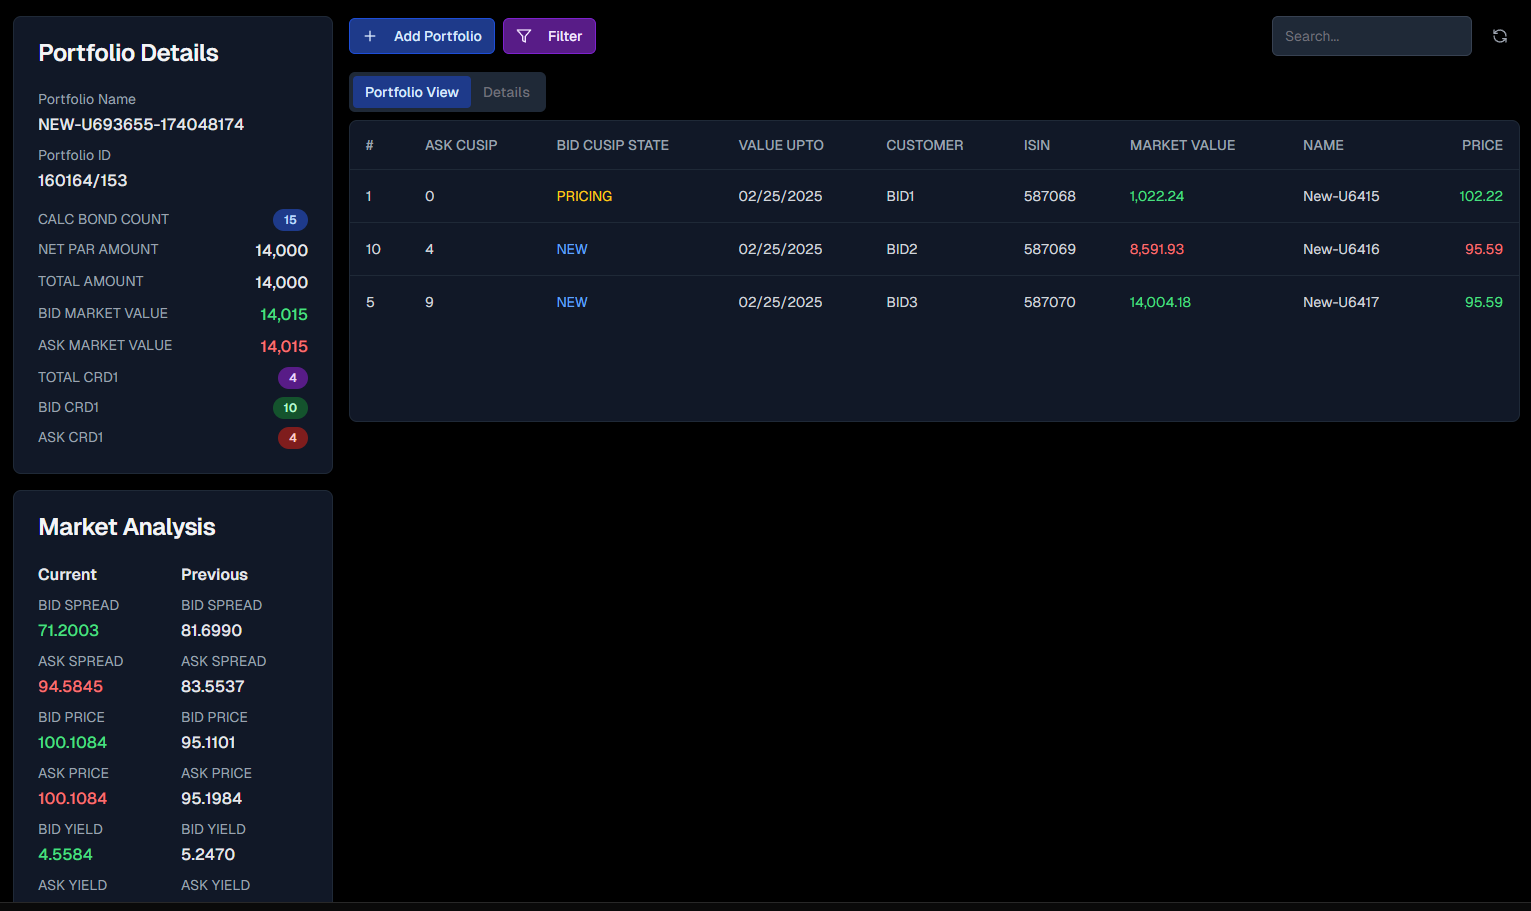 Portfolio Details
Portfolio Name
NEW-U693655-174048174
Portfolio ID
160164/153
CALC BOND COUNT 15
NET PAR AMOUNT 14,000
TOTAL AMOUNT 14,000
BID MARKET VALUE 14,015
ASK MARKET VALUE 14,015
TOTAL CRD1 4
BID CRD1 10
ASK CRD1 4
Market Analysis
Current Previous
BID SPREAD BID SPREAD
71.2003 81.6990
ASK SPREAD ASK SPREAD
94.5845 83.5537
BID PRICE BID PRICE
100.1084 95.1101
ASK PRICE ASK PRICE
100.1084 95.1984
BID YIELD BID YIELD
4.5584 5.2470
ASK YIELD ASK YIELD
+ Add Portfolio Filter Search...
Portfolio View Details
# ASK CUSIP BID CUSIP STATE VALUE UPTO CUSTOMER ISIN MARKET VALUE NAME PRICE
1 0 PRICING 02/25/2025 BID1 587068 1,022.24 New-U6415 102.22
10 4 NEW 02/25/2025 BID2 587069 8,591.93 New-U6416 95.59
5 9 NEW 02/25/2025 BID3 587070 14,004.18 New-U6417 95.59